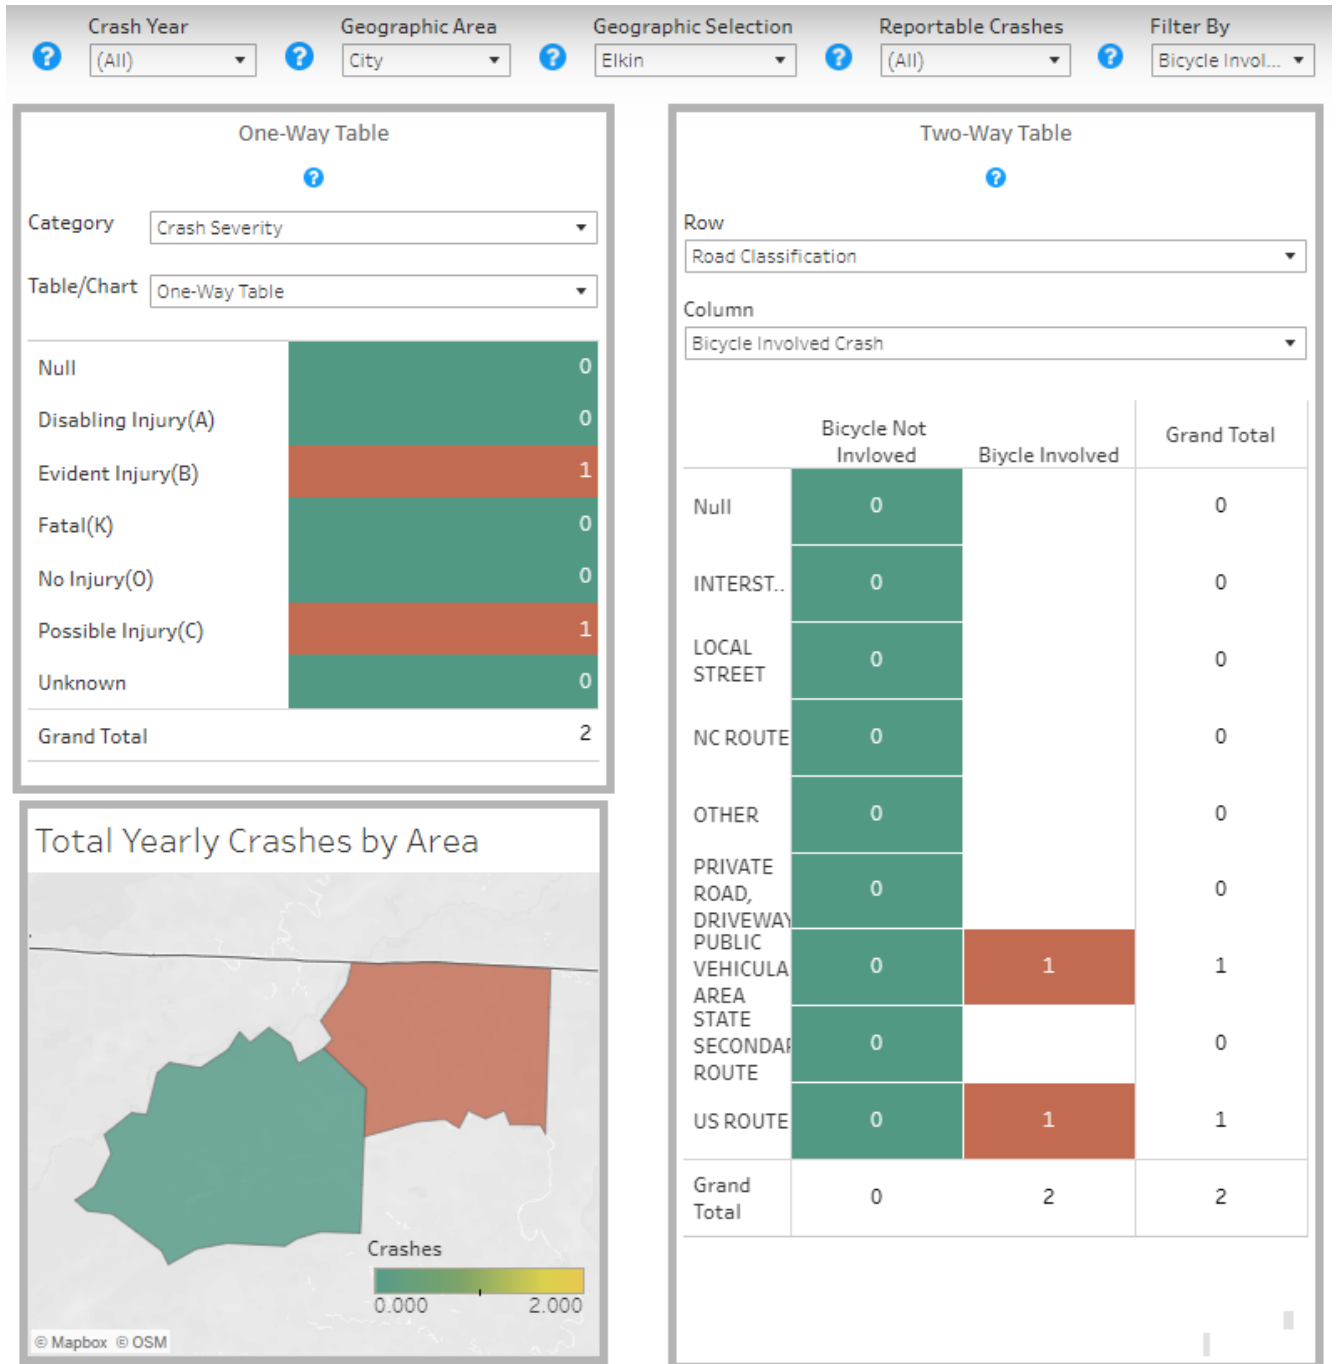 Crash Year
Geographic Area
Geographic Selection
Reportable Crashes
Filter By
? (All)
? City
? Elkin
? (All)
? Bicycle Invol...
One-Way Table
?
Category Crash Severity
Table/Chart One-Way Table
Null 0
Disabling Injury(A) 0
Evident Injury(B) 1
Fatal(K) 0
No Injury(O) 0
Possible Injury(C) 1
Unknown 0
Grand Total 2
Total Yearly Crashes by Area
Crashes
0.000 2.000
© Mapbox © OSM
Two-Way Table
?
Row
Road Classification
Column
Bicycle Involved Crash
Bicycle Not
Invloved
Biycle Involved
Grand Total
Null 0 0
INTERST.. 0 0
LOCAL
STREET 0 0
NC ROUTE 0 0
OTHER 0 0
PRIVATE
ROAD, 0 0
DRIVEWAY
PUBLIC
VEHICULA 0 1 1
AREA
STATE
SECONDAR 0 0
ROUTE
US ROUTE 0 1 1
Grand
Total 0 2 2